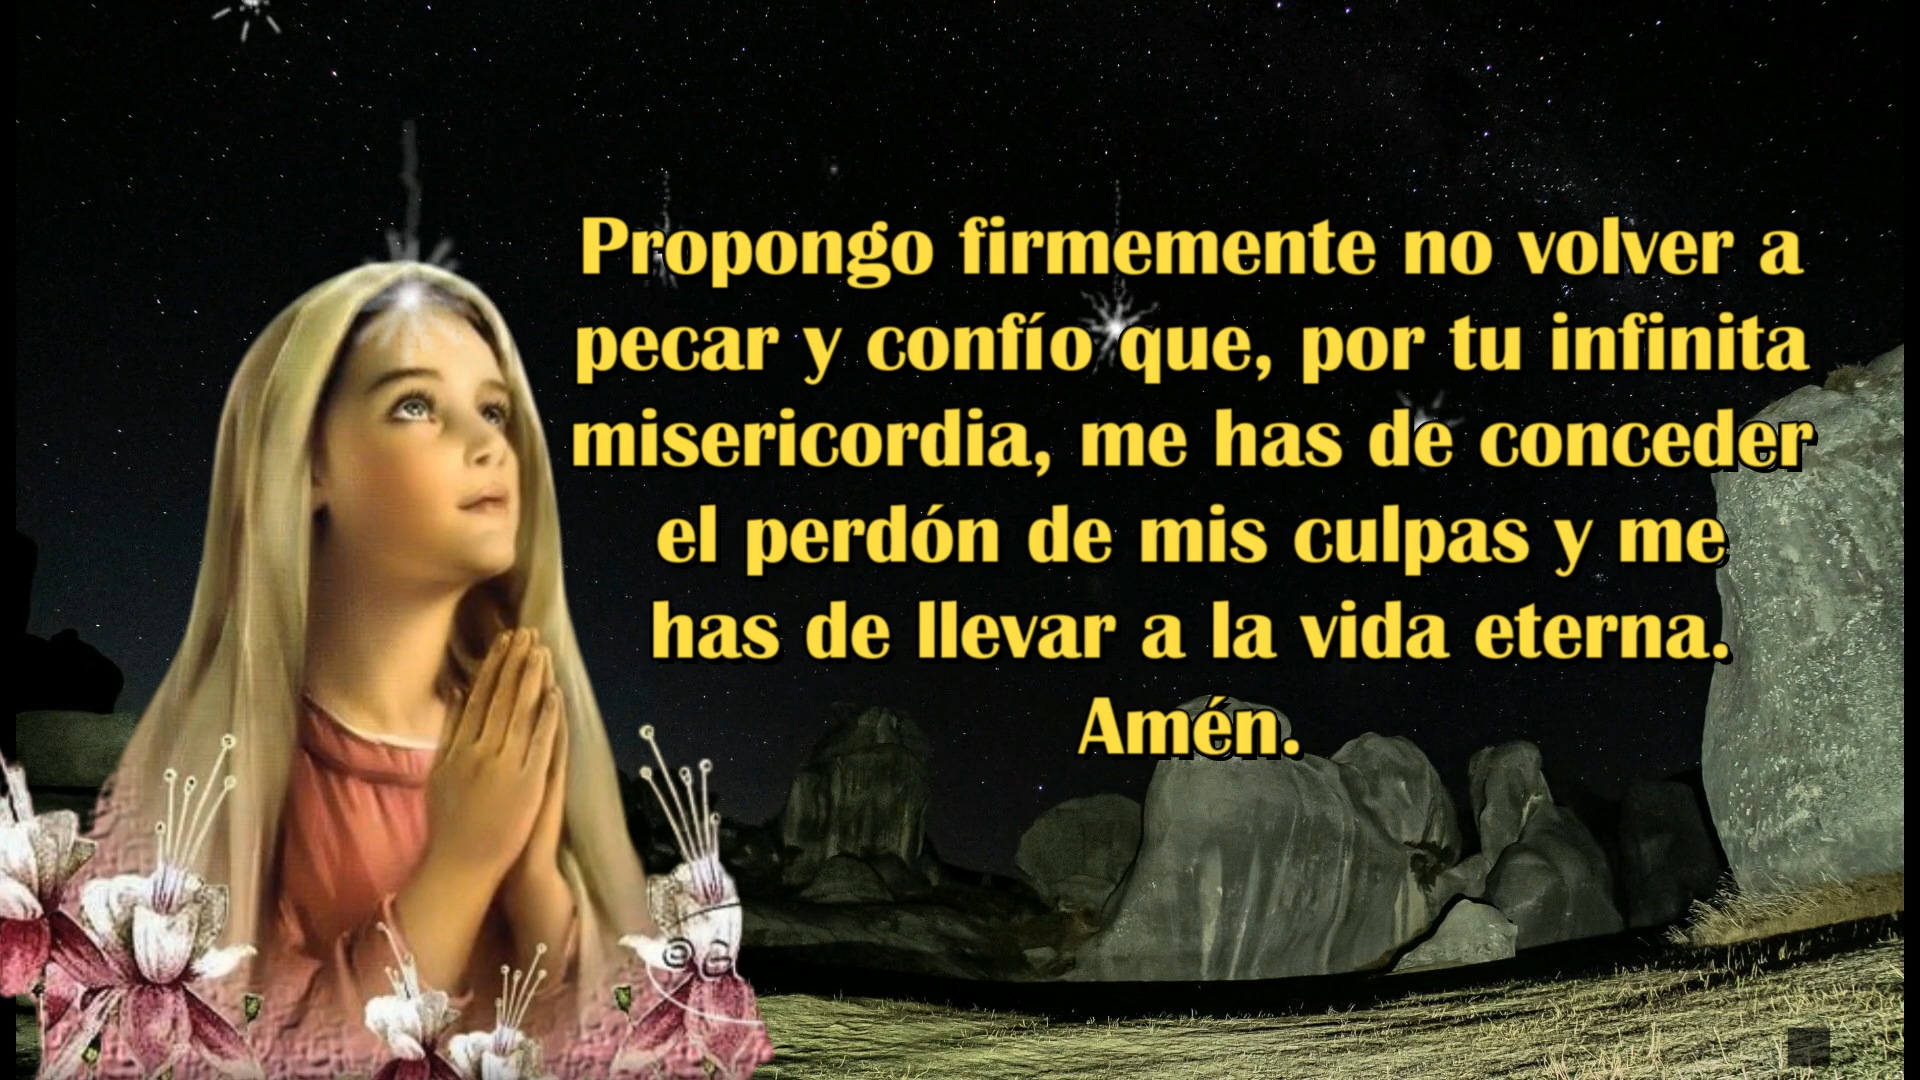 Propongo firmemente no volver a
pecar y confío que, por tu infinita
misericordia, me has de conceder
el perdón de mis culpas y me
has de llevar a la vida eterna.
Amén.
©G